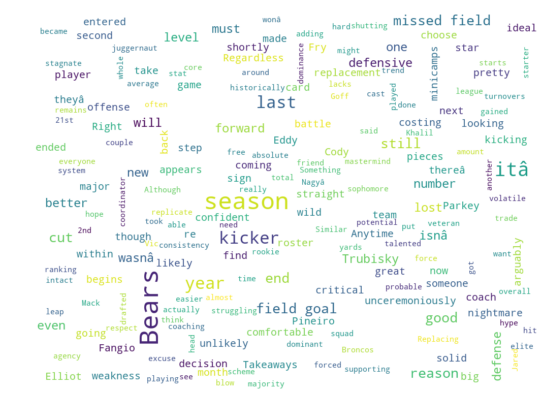 became entered must level missed field choose ideal
stagnate second juggernaut shortly made Regardless Fry one star
whole take stat core dominance adding hard shutting might
player average game replacement card defensive minicamps pretty starter
theyâ offense remains often 21st last around trend cast played done starts league turnovers
Right will back historically lacks Goff battle looking next
everyone couple forward Eddy still costing gained Khalil
ended system step free absolute Cody said kicking amount
new coming friend mastermind pieces thereâ another
appears sign total Something straight number itâ
major Although season really Nagyâ sophomore volatile
hope coordinator replicate took able need confident Similar wild potential lost Parkey
better 2nd Vic consistency roster yards team put veteran trade
cut though re kicker find Anytime isnâ
within wasnâ likely rookie Trubisky talented force
ranking Bears year end great now someone arguably want
intact Mack begins time critical got probable overall
leap easier almost unceremoniously coach hype
even drafted actually struggling field goal good nightmare hit
going respect think coaching head Pineiro comfortable squad Replacing elite
Fangio excuse unlikely dominant Broncos solid defense Jared
agency decision Takeaways forced supporting
Elliot weakness playing see month scheme blow majority reason big